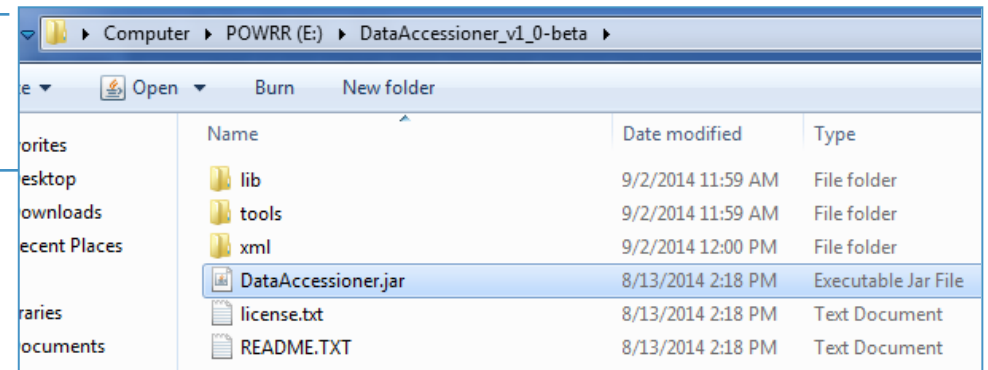 Computer POWRR (E:) DataAccessioner_v1_0-beta
e Open Burn New folder
Name Date modified Type
orites
esktop lib 9/2/2014 11:59 AM File folder
ownloads tools 9/2/2014 11:59 AM File folder
ecent Places xml 9/2/2014 12:00 PM File folder
DataAccessioner.jar 8/13/2014 2:18 PM Executable Jar File
raries license.txt 8/13/2014 2:18 PM Text Document
ocuments README.TXT 8/13/2014 2:18 PM Text Document